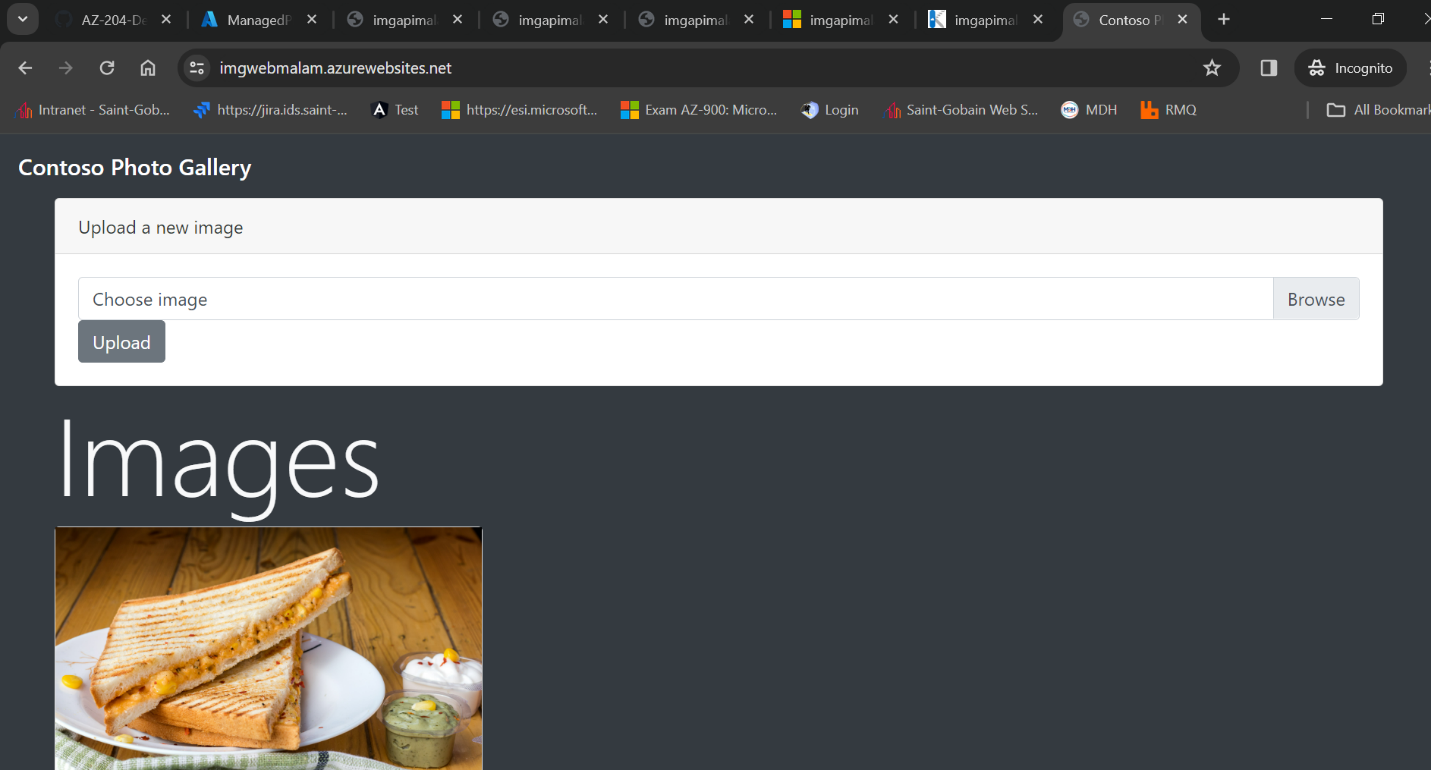 AZ-204-De
ManagedP
imgapimal
imgapimal
imgapimal
imgapimal
imgapimal
Contoso P
imgwebmalam.azurewebsites.net
Incognito
Intranet - Saint-Gob...
https://jira.ids.saint-...
Test
https://esi.microsoft...
Exam AZ-900: Micro...
Login
Saint-Gobain Web S...
MDH
MDH
RMQ
All Bookmark
Contoso Photo Gallery
Upload a new image
Choose image
Browse
Upload
Images